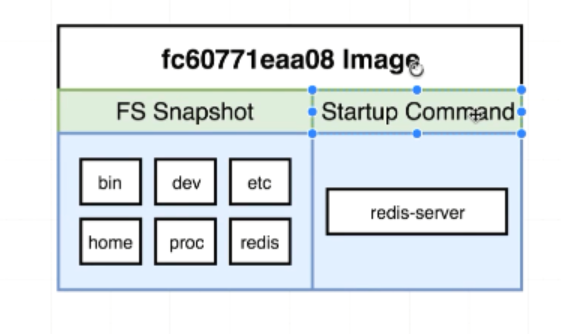 fc60771eaa08 Image
FS Snapshot
Startup Command
bin
dev
etc
home
proc
redis
redis-server